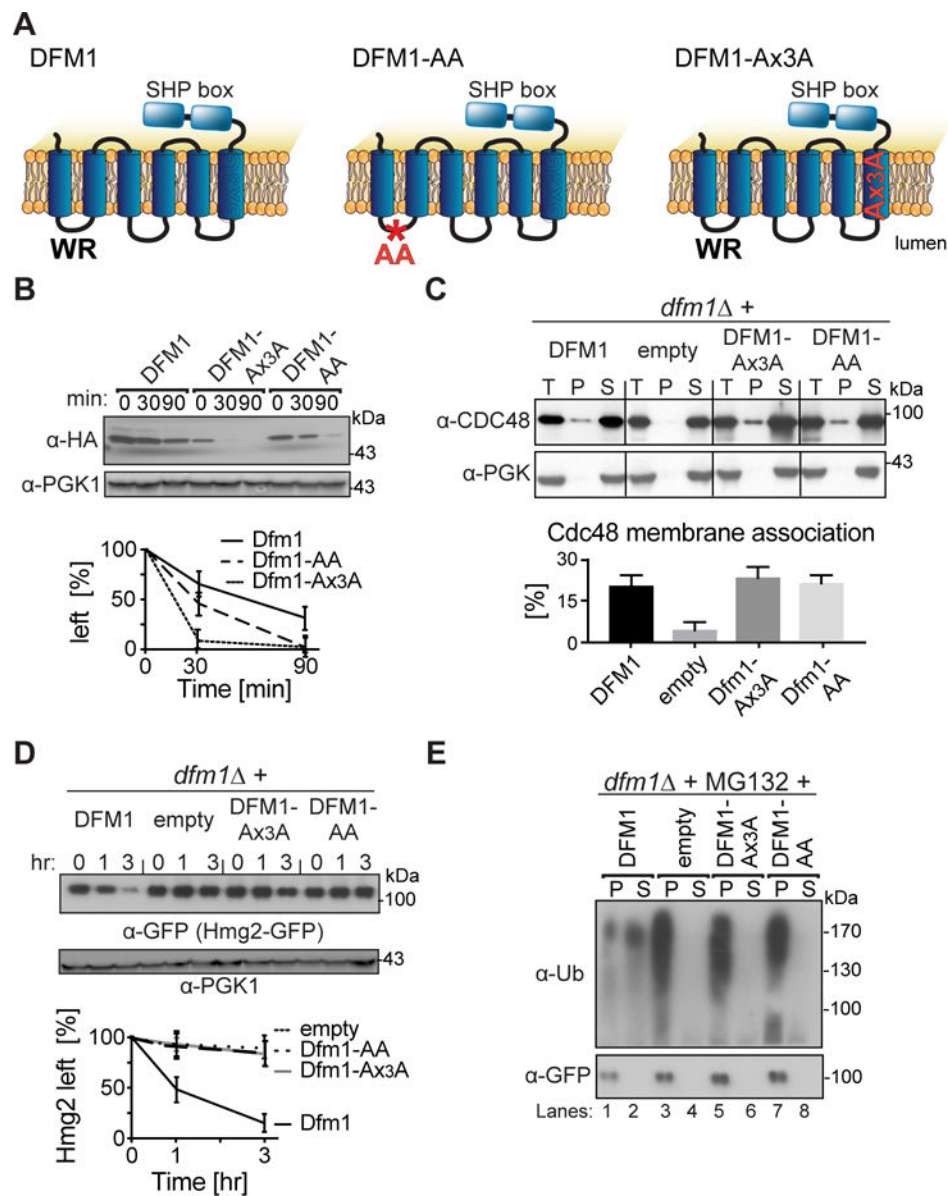 A
DFM1 DFM1-AA DFM1-Ax3A
SHP box SHP box SHP box
Ax3A
WR AA WR lumen
*
B
DFM1 DFM1-Ax3A DFM1-AA
min: 0 30 90 0 30 90 0 30 90 kDa
α-HA -43
α-PGK1 -43
100
50
0
left [%]
Dfm1
Dfm1-AA
Dfm1-Ax3A
0 30 90
Time [min]
C
dfm1Δ +
DFM1 empty DFM1-Ax3A DFM1-AA
T P S T P S T P S T P S kDa
α-CDC48 -100
α-PGK 43
Cdc48 membrane association
30
15
0
[%]
DFM1 empty Dfm1-Ax3A Dfm1-AA
D
dfm1Δ +
DFM1 empty DFM1-Ax3A DFM1-AA
hr: 0 1 3 0 1 3 0 1 3 0 1 3 kDa
-100
α-GFP (Hmg2-GFP)
43
α-PGK1
100
50
0
Hmg2 left [%]
empty
Dfm1-AA
Dfm1-Ax3A
Dfm1
0 1 3
Time [hr]
E
dfm1Δ + MG132 +
DFM1 empty DFM1-Ax3A DFM1-AA
P S P S P S P S kDa
-170
α-Ub
-130
100
α-GFP -100
Lanes: 1 2 3 4 5 6 7 8